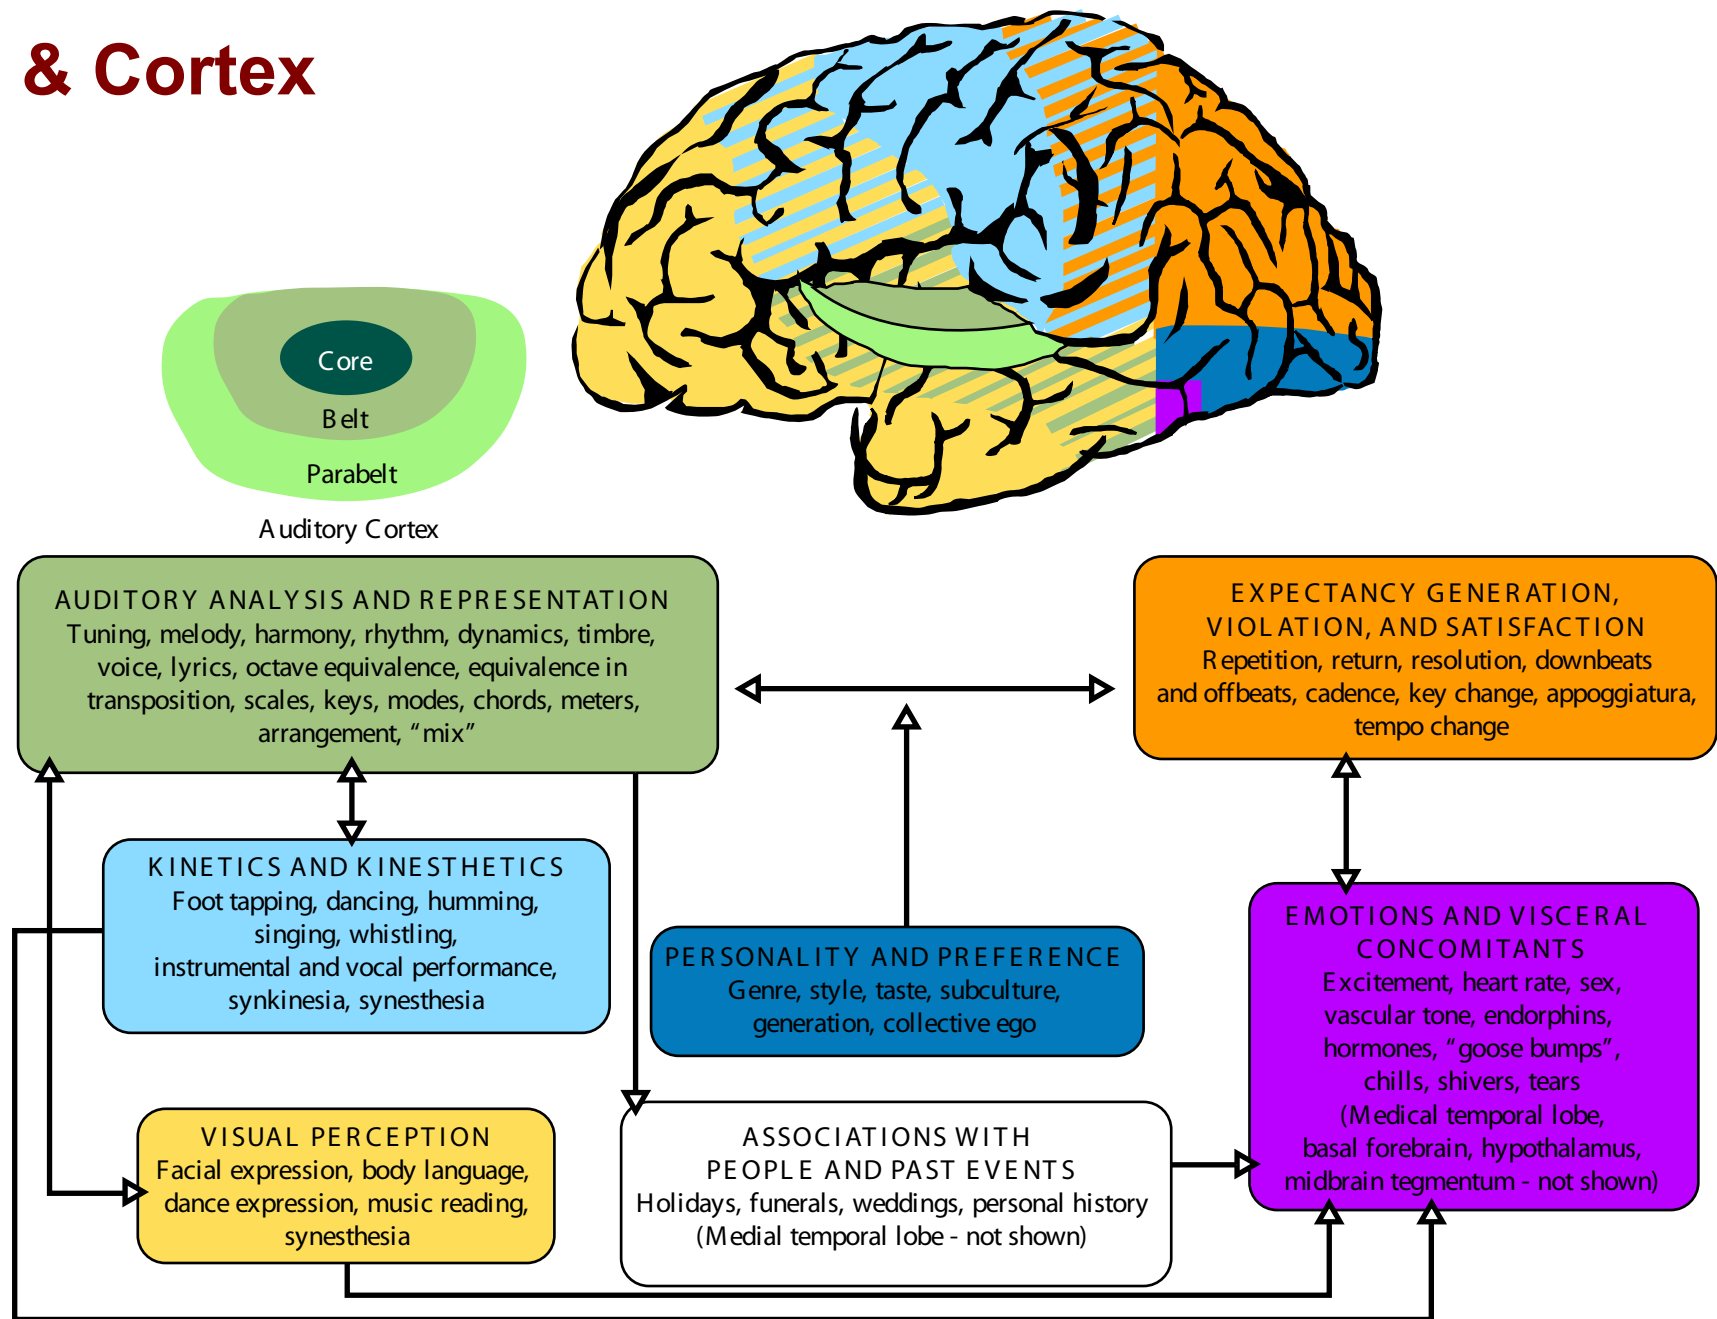 & Cortex
Core
Belt
Parabelt
Auditory Cortex
AUDITORY ANALYSIS AND REPRESENTATION
Tuning, melody, harmony, rhythm, dynamics, timbre,
voice, lyrics, octave equivalence, equivalence in
transposition, scales, keys, modes, chords, meters,
arrangement, “mix”
EXPECTANCY GENERATION,
VIOLATION, AND SATISFACTION
Repetition, return, resolution, downbeats
and offbeats, cadence, key change, appoggiatura,
tempo change
KINETICS AND KINESTHETICS
Foot tapping, dancing, humming,
singing, whistling,
instrumental and vocal performance,
synkinesia, synesthesia
PERSONALITY AND PREFERENCE
Genre, style, taste, subculture,
generation, collective ego
EMOTIONS AND VISCERAL
CONCOMITANTS
Excitement, heart rate, sex,
vascular tone, endorphins,
hormones, “goose bumps”,
chills, shivers, tears
(Medical temporal lobe,
basal forebrain, hypothalamus,
midbrain tegmentum - not shown)
VISUAL PERCEPTION
Facial expression, body language,
dance expression, music reading,
synesthesia
ASSOCIATIONS WITH
PEOPLE AND PAST EVENTS
Holidays, funerals, weddings, personal history
(Medial temporal lobe - not shown)